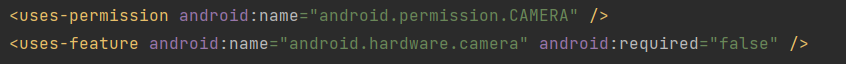 <uses-permission android:name="android.permission.CAMERA" />
<uses-feature android:name="android.hardware.camera" android:required="false" />